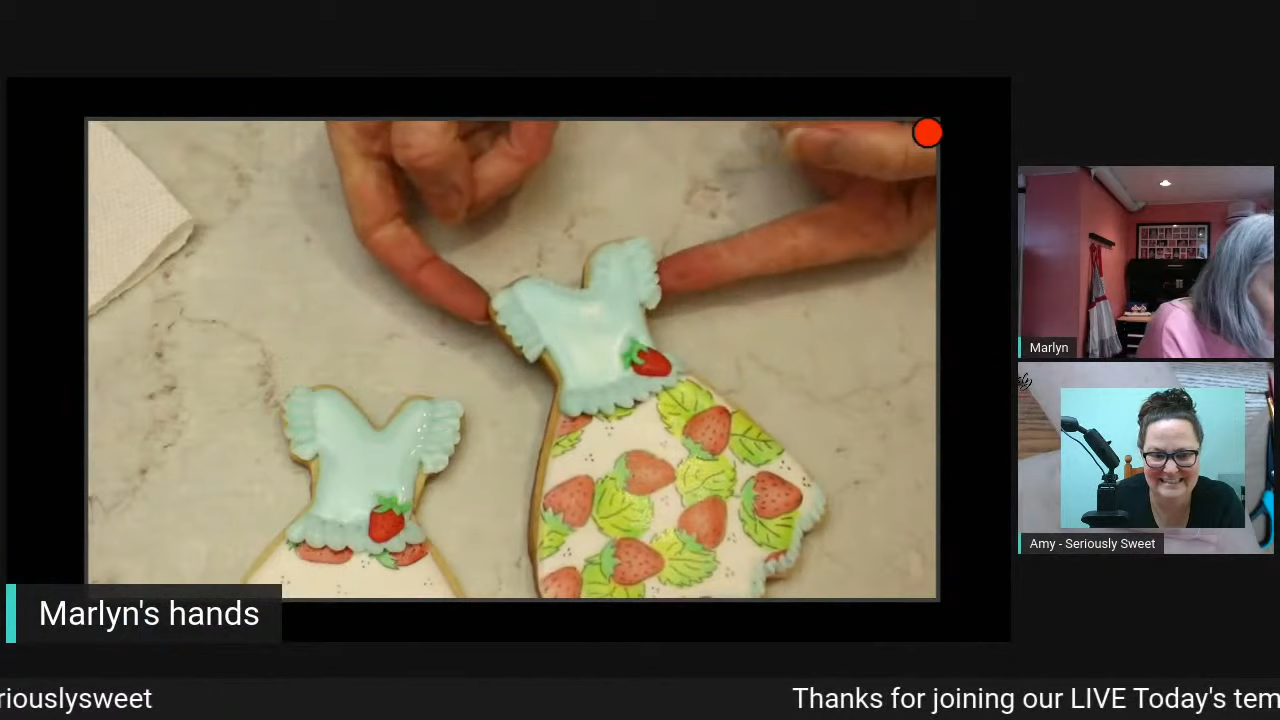 Marlyn
Amy - Seriously Sweet
Marlyn's hands
riouslysweet
Thanks for joining our LIVE Today's tem